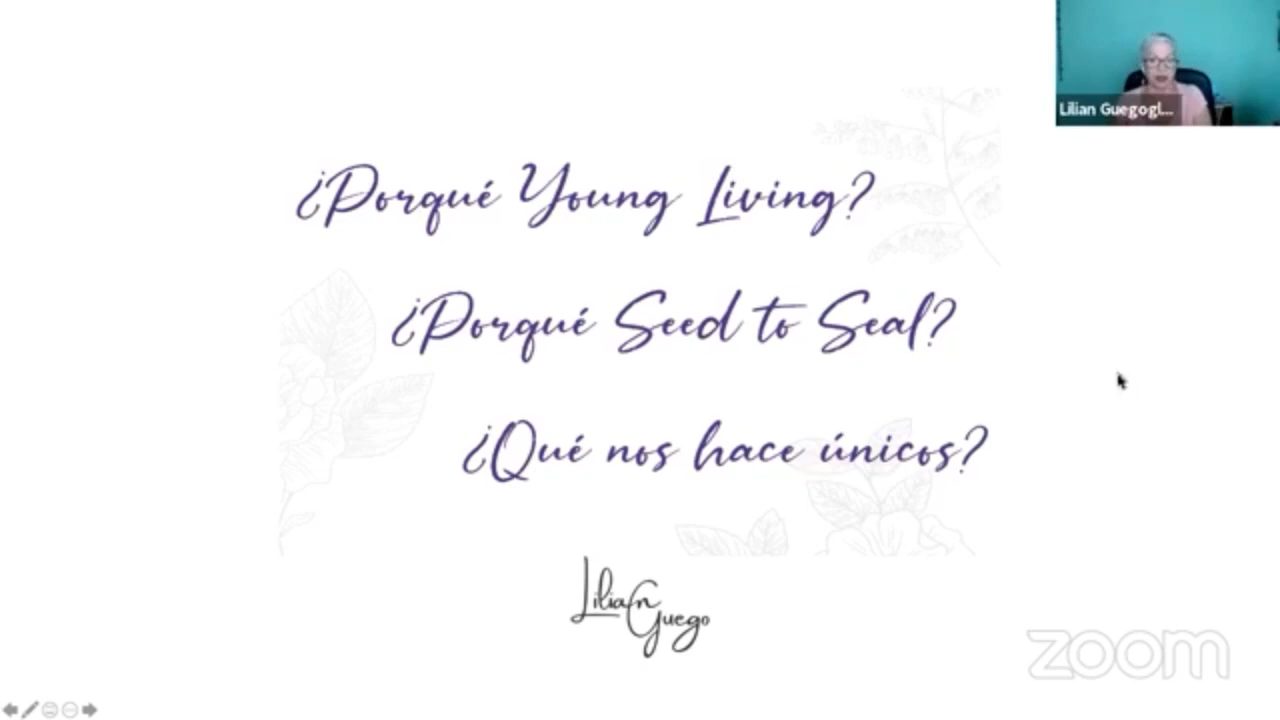 Lilian Guegogl...
¿Porqué Young Living?
¿Porqué Seed to Seal?
¿Qué nos hace únicos?
Lilian
Guego
zoom